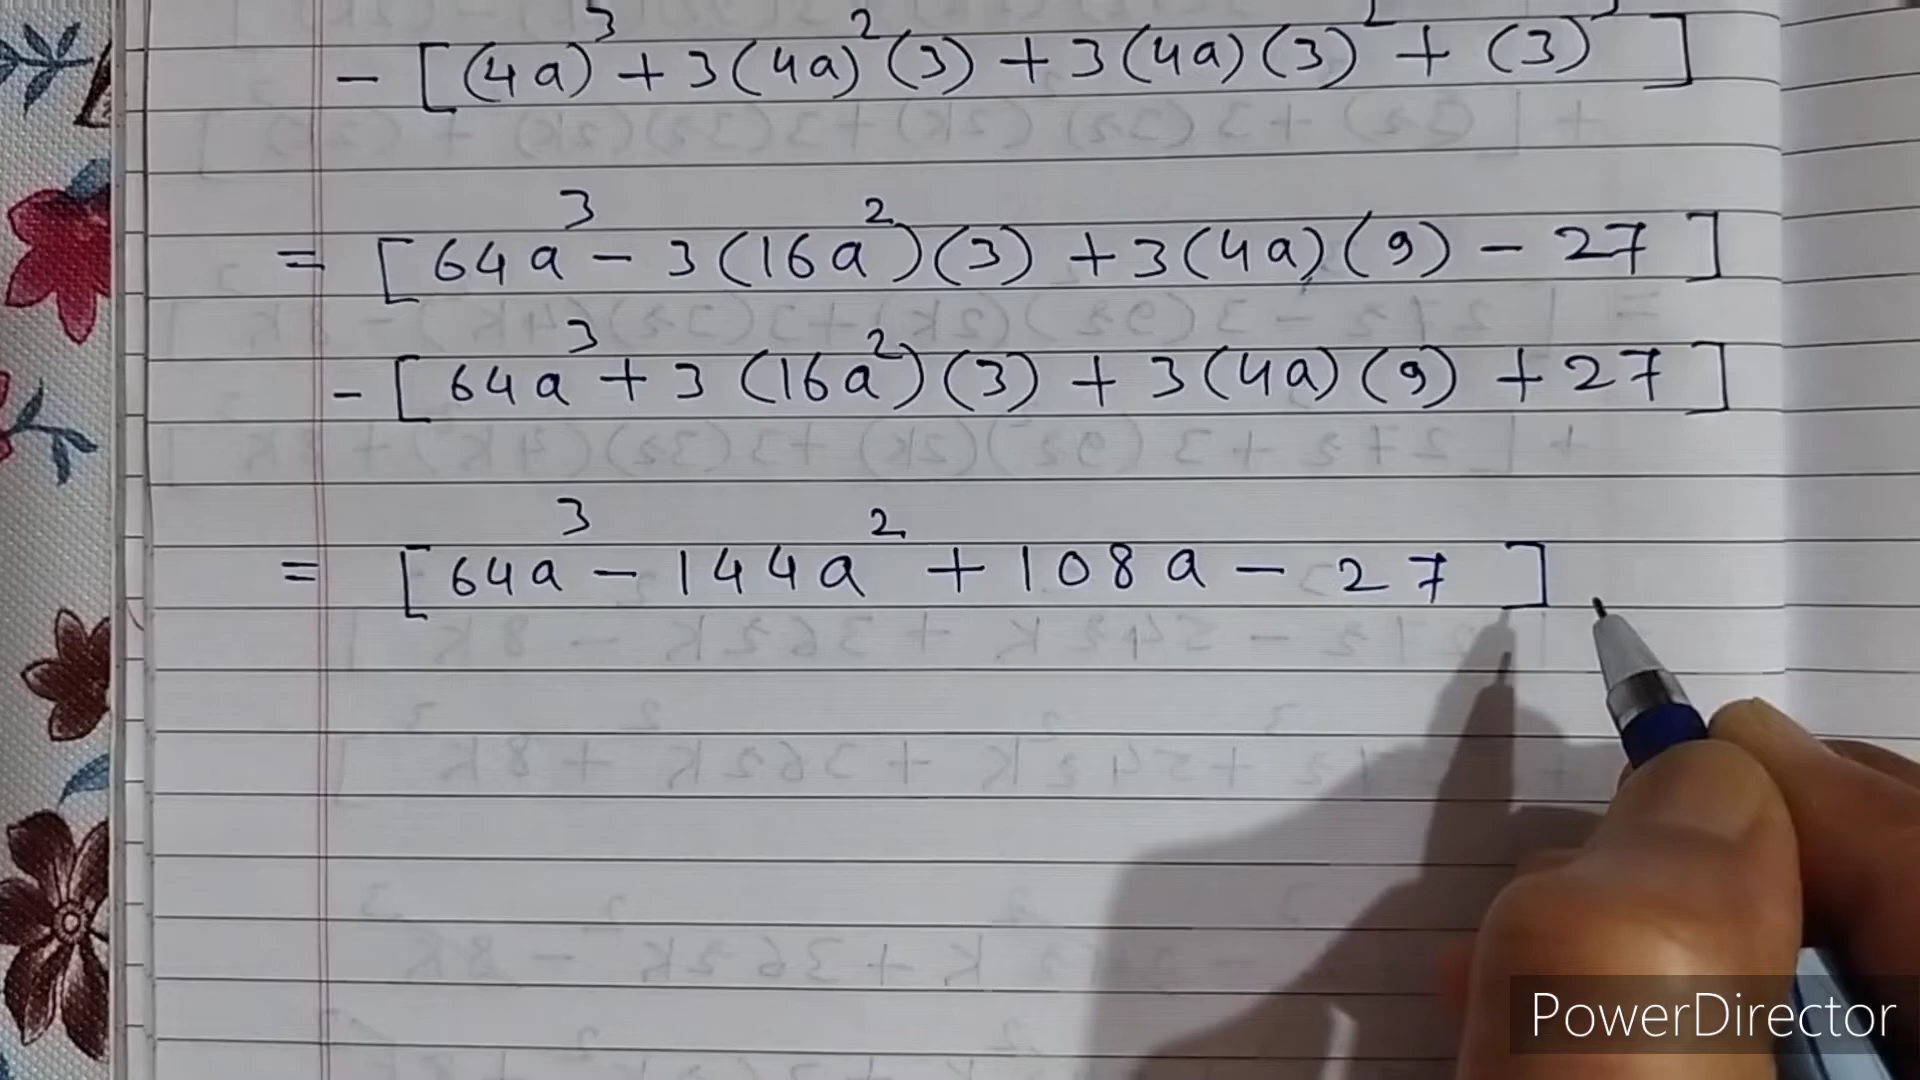 - [(4a)³ + 3(4a)²(3) + 3(4a)(3)² + (3)³]
= [64a³ - 3(16a²)(3) + 3(4a)(9) - 27]
- [64a³ + 3(16a²)(3) + 3(4a)(9) + 27]
= [64a³ - 144a² + 108a - 27]
PowerDirector